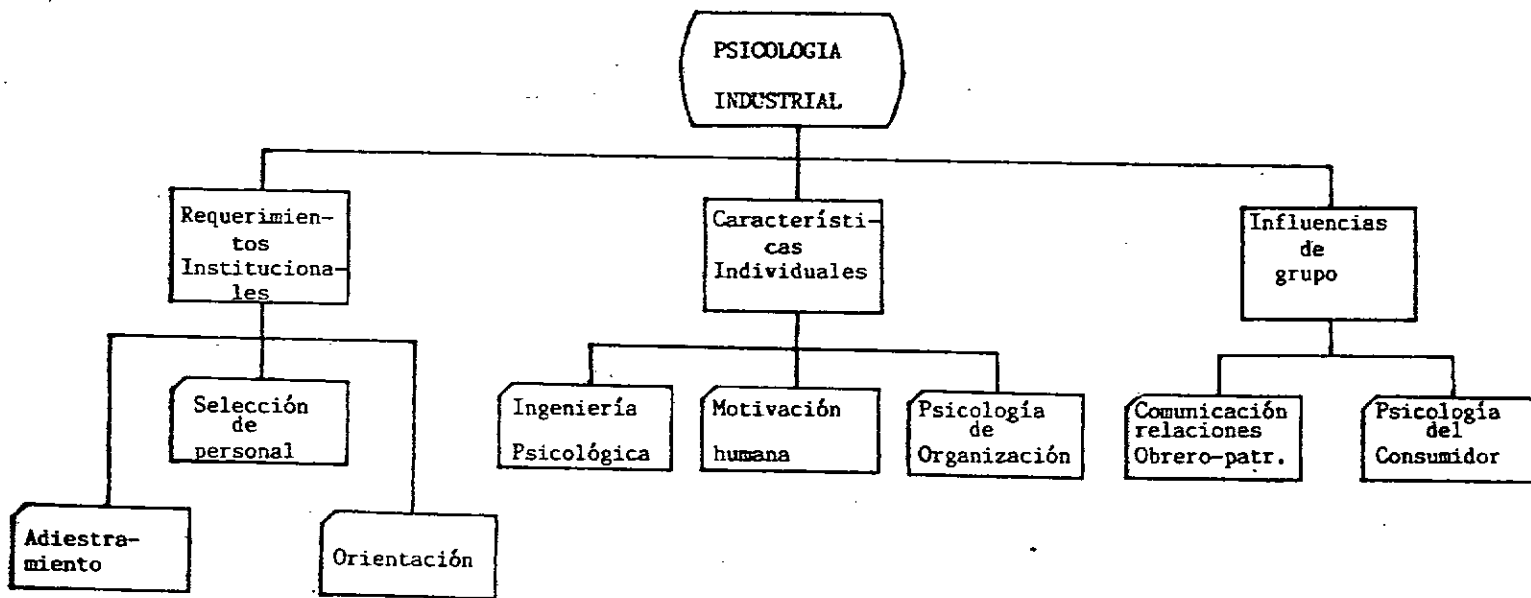 PSICOLOGIA
INDUSTRIAL
Requerimien-
tos
Instituciona-
les
Característi-
cas
Individuales
Influencias
de
grupo
Selección
de
personal
Ingeniería
Psicológica
Motivación
humana
Psicología
de
Organización
Comunicación
relaciones
Obrero-patr.
Psicología
del
Consumidor
Adiestra-
miento
Orientación